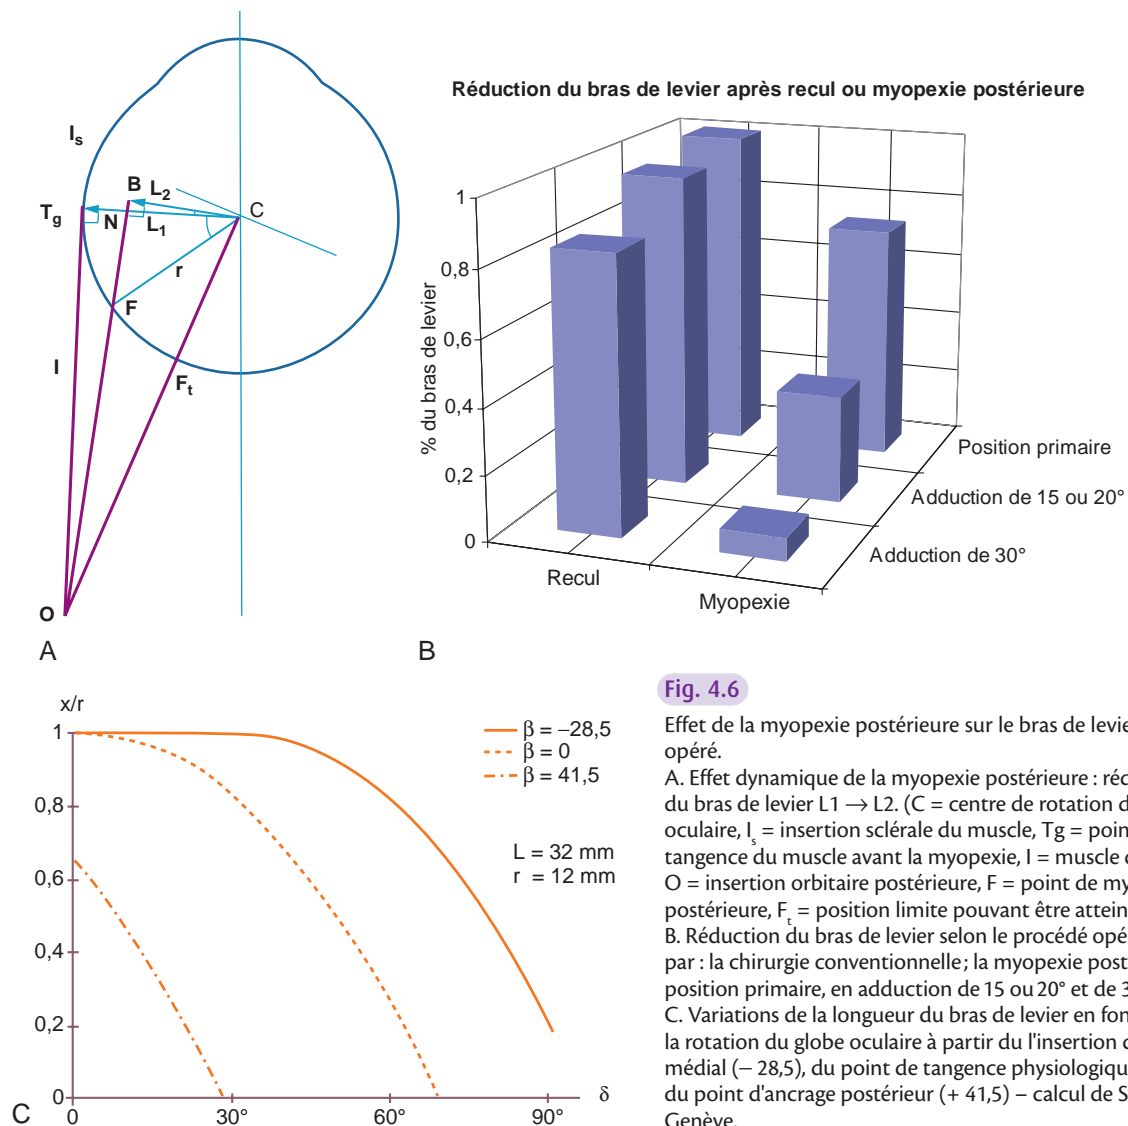 I_s
B
L_2
C
T_g
N
L_1
r
F
I
F_t
O
A
Réduction du bras de levier après recul ou myopexie postérieure
% du bras de levier
1
0,8
0,6
0,4
0,2
0
Recul
Myopexie
Position primaire
Adduction de 15 ou 20°
Adduction de 30°
B
x/r
1
0,8
0,6
0,4
0,2
0
0
30°
60°
90°
δ
β = –28,5
β = 0
β = 41,5
L = 32 mm
r = 12 mm
C
Fig. 4.6
Effet de la myopexie postérieure sur le bras de levie
opéré.
A. Effet dynamique de la myopexie postérieure : réd
du bras de levier L1 → L2. (C = centre de rotation d
oculaire, I_s = insertion sclérale du muscle, Tg = poin
tangence du muscle avant la myopexie, I = muscle
O = insertion orbitaire postérieure, F = point de my
postérieure, F_t = position limite pouvant être attein
B. Réduction du bras de levier selon le procédé opé
par : la chirurgie conventionnelle ; la myopexie post
position primaire, en adduction de 15 ou 20° et de 3
C. Variations de la longueur du bras de levier en fon
la rotation du globe oculaire à partir du l'insertion
médial (– 28,5), du point de tangence physiologique
du point d'ancrage postérieur (+ 41,5) – calcul de S
Genève.